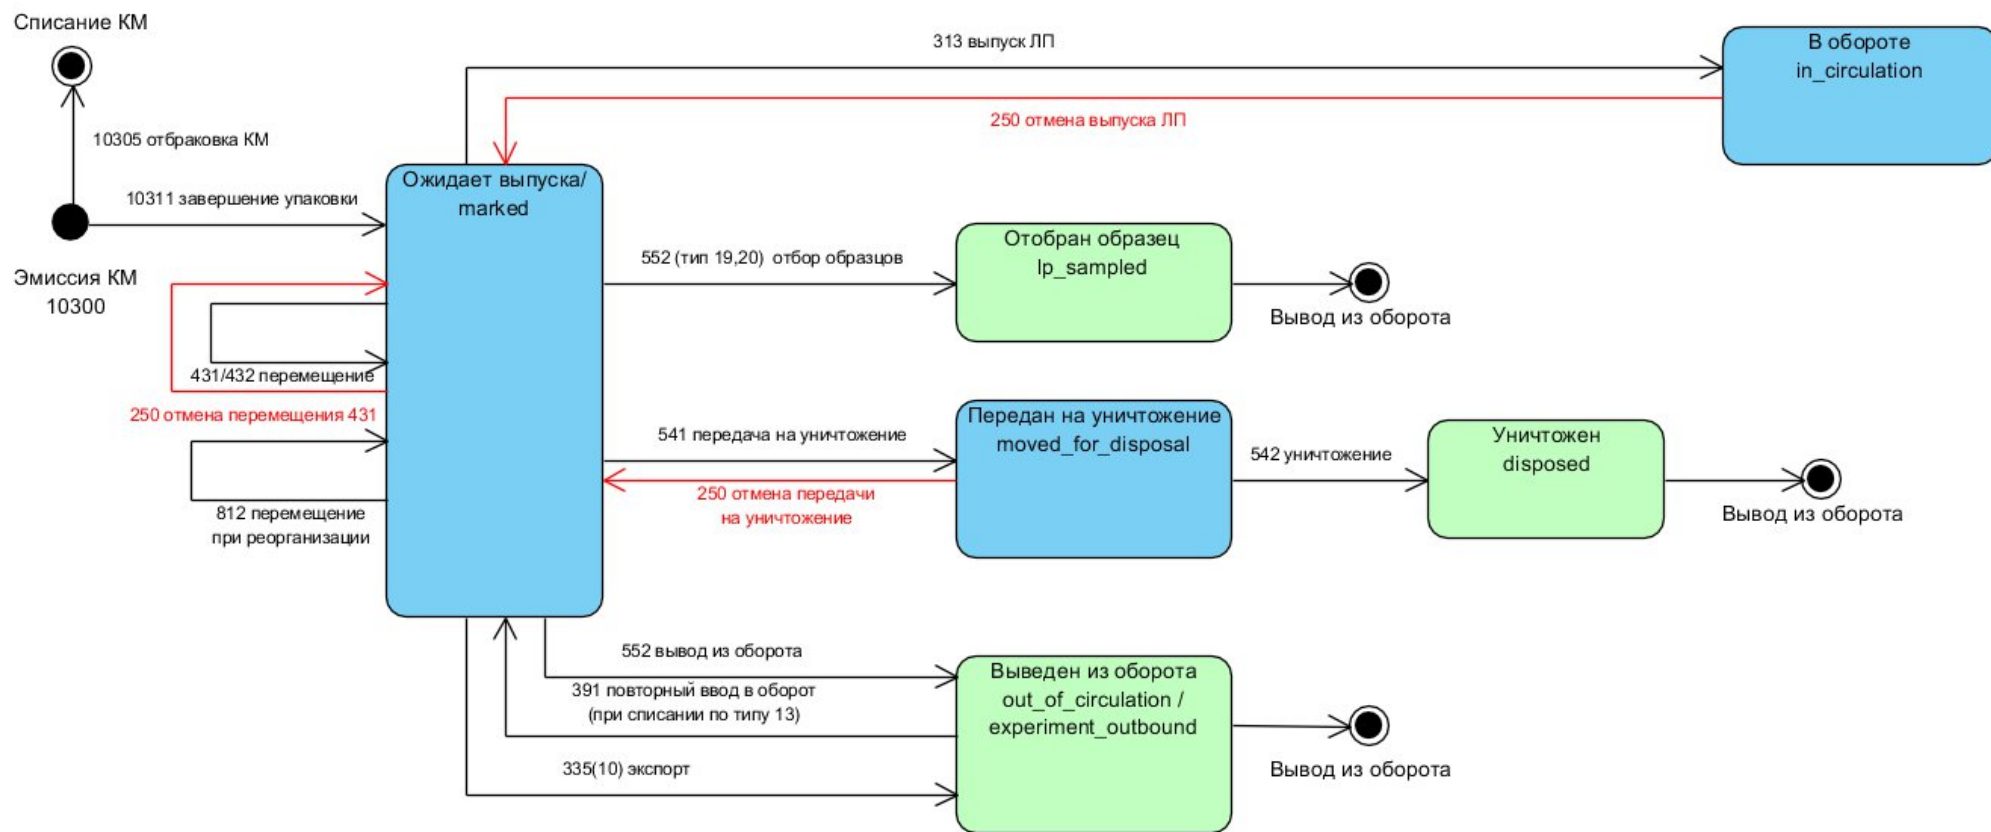 Списание КМ
313 выпуск ЛП
В обороте
in_circulation
250 отмена выпуска ЛП
10305 отбраковка КМ
Ожидает выпуска/
marked
10311 завершение упаковки
Эмиссия КМ
10300
552 (тип 19,20) отбор образцов
Отобран образец
lp_sampled
Вывод из оборота
431/432 перемещение
250 отмена перемещения 431
812 перемещение
при реорганизации
541 передача на уничтожение
250 отмена передачи
на уничтожение
Передан на уничтожение
moved_for_disposal
542 уничтожение
Уничтожен
disposed
Вывод из оборота
552 вывод из оборота
391 повторный ввод в оборот
(при списании по типу 13)
335(10) экспорт
Выведен из оборота
out_of_circulation /
experiment_outbound
Вывод из оборота